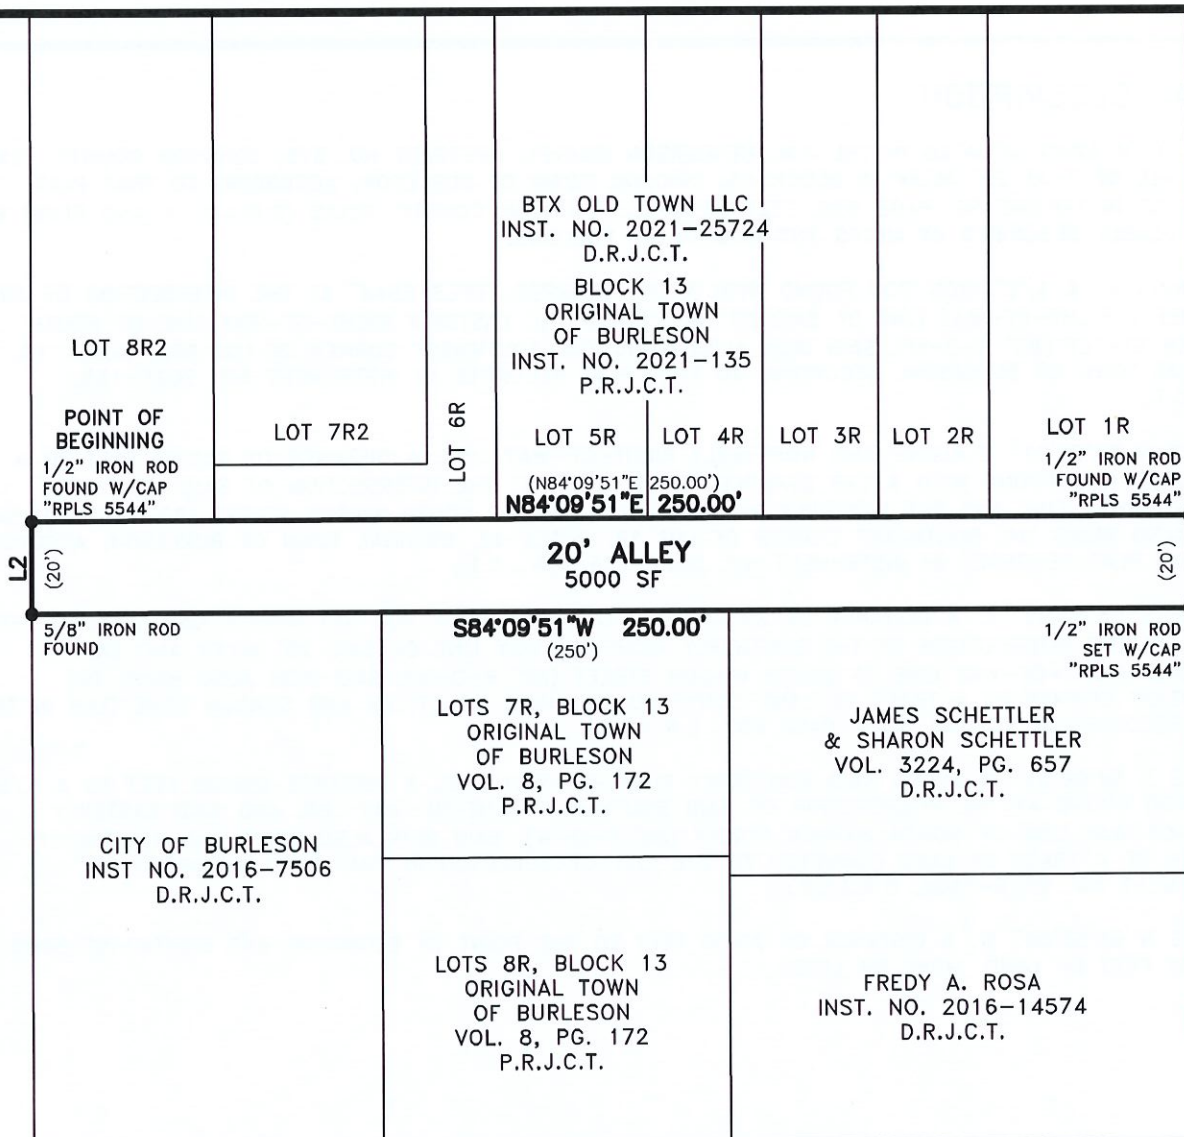 BTX OLD TOWN LLC
INST. NO. 2021-25724
D.R.J.C.T.
BLOCK 13
ORIGINAL TOWN
OF BURLESON
INST. NO. 2021-135
P.R.J.C.T.
LOT 8R2
POINT OF
BEGINNING
1/2" IRON ROD
FOUND W/CAP
"RPLS 5544"
LOT 7R2
LOT 6R
LOT 5R
LOT 4R
LOT 3R
LOT 2R
LOT 1R
1/2" IRON ROD
FOUND W/CAP
"RPLS 5544"
(N84°09'51"E 250.00')
N84°09'51"E 250.00'
L2
(20')
20' ALLEY
5000 SF
(20')
5/8" IRON ROD
FOUND
S84°09'51"W 250.00'
(250')
1/2" IRON ROD
SET W/CAP
"RPLS 5544"
LOTS 7R, BLOCK 13
ORIGINAL TOWN
OF BURLESON
VOL. 8, PG. 172
P.R.J.C.T.
JAMES SCHETTLER
& SHARON SCHETTLER
VOL. 3224, PG. 657
D.R.J.C.T.
CITY OF BURLESON
INST NO. 2016-7506
D.R.J.C.T.
LOTS 8R, BLOCK 13
ORIGINAL TOWN
OF BURLESON
VOL. 8, PG. 172
P.R.J.C.T.
FREDY A. ROSA
INST. NO. 2016-14574
D.R.J.C.T.